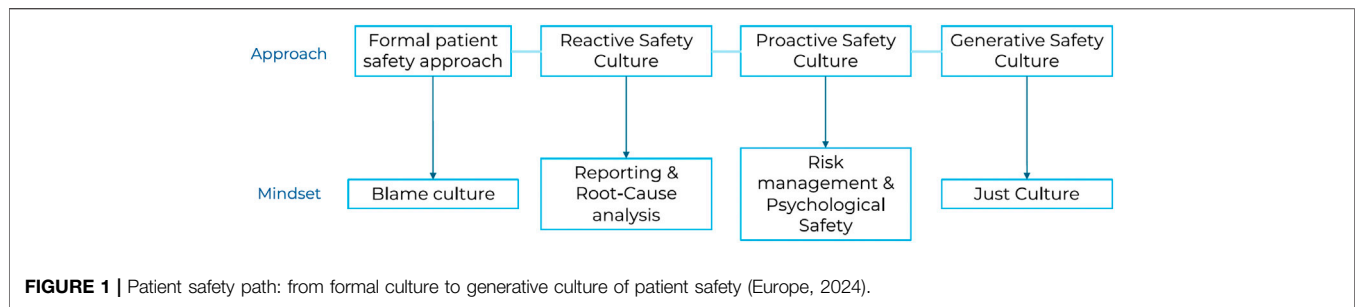 Approach
Formal patient
safety approach
Reactive Safety
Culture
Proactive Safety
Culture
Generative Safety
Culture
Mindset
Blame culture
Reporting &
Root-Cause
analysis
Risk
management &
Psychological
Safety
Just Culture
FIGURE 1 | Patient safety path: from formal culture to generative culture of patient safety (Europe, 2024).